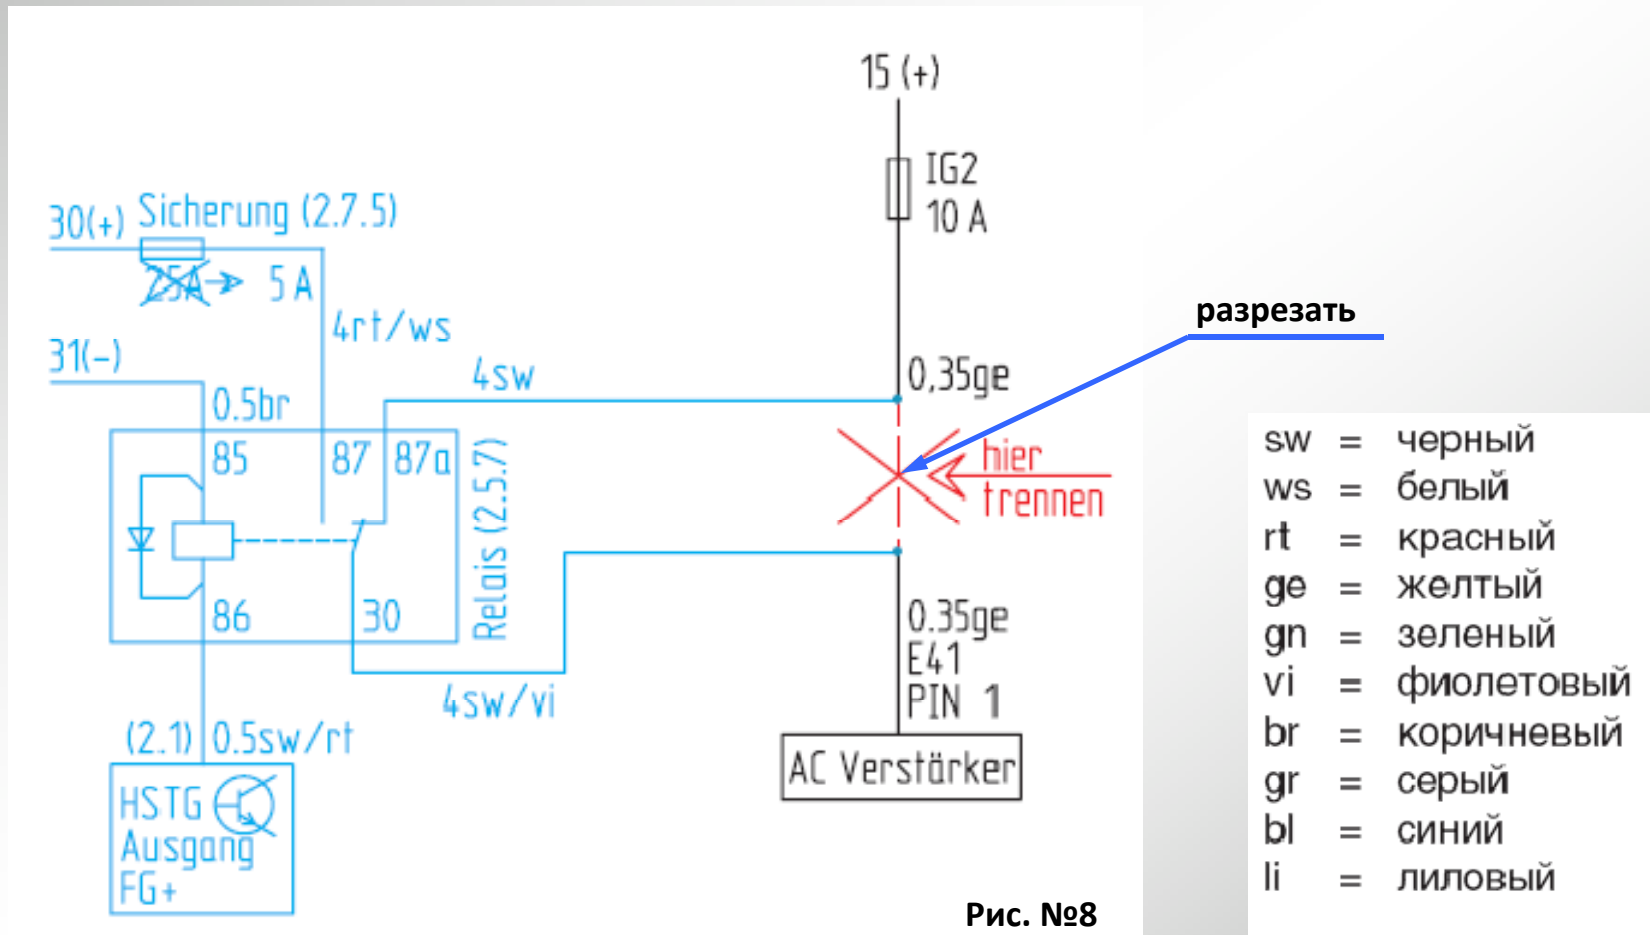 15 (+)
IG2
10 A
30(+)
Sicherung (2.7.5)
25A
5 A
4rt/ws
31(-)
0.5br
4sw
0,35ge
85
87
87a
Relais (2.5.7)
86
30
4sw/vi
(2.1)
0.5sw/rt
HSTG
Ausgang
FG+
hier
trennen
0.35ge
E41
PIN 1
AC Verstärker
разрезать
sw = черный
ws = белый
rt = красный
ge = желтый
gn = зеленый
vi = фиолетовый
br = коричневый
gr = серый
bl = синий
li = лиловый
Рис. №8